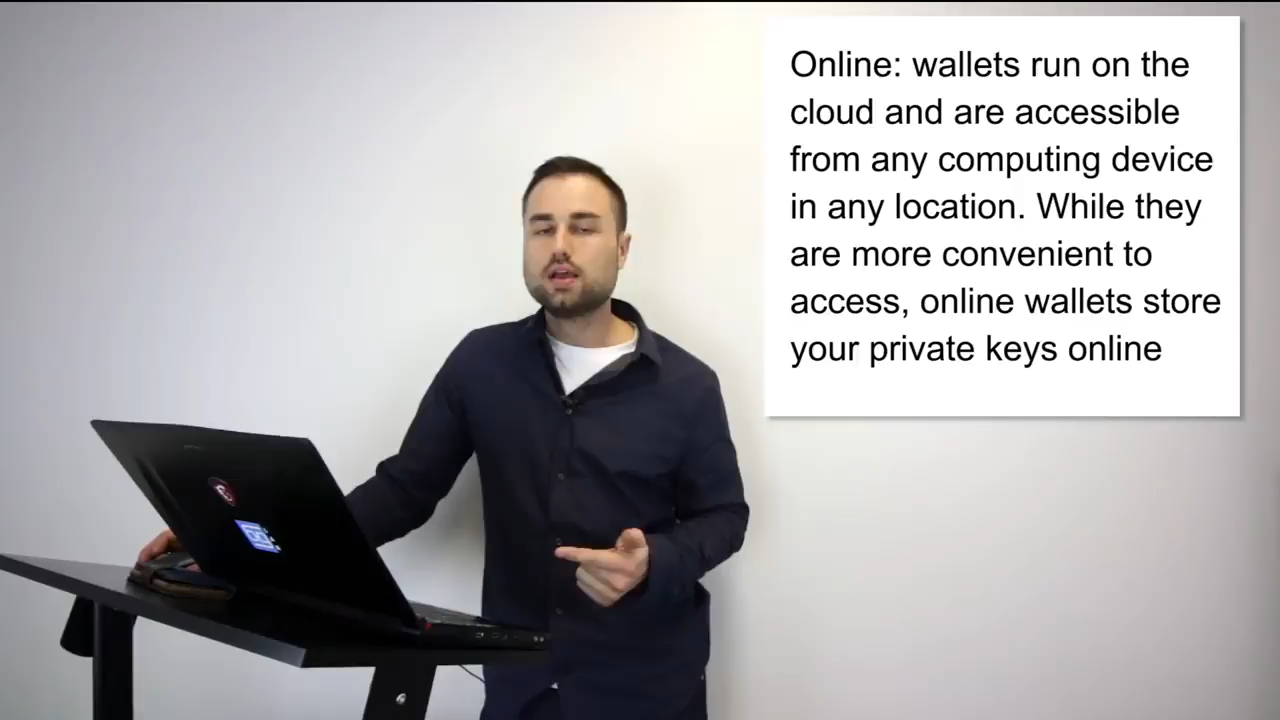 Online: wallets run on the
cloud and are accessible
from any computing device
in any location. While they
are more convenient to
access, online wallets store
your private keys online